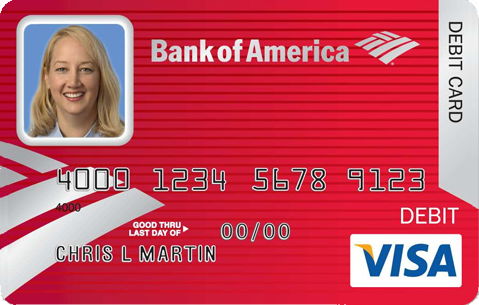 Bank of America
DEBIT CARD
4000 1234 5678 9123
4000
DEBIT
GOOD THRU
LAST DAY OF
00/00
CHRIS L MARTIN
VISA